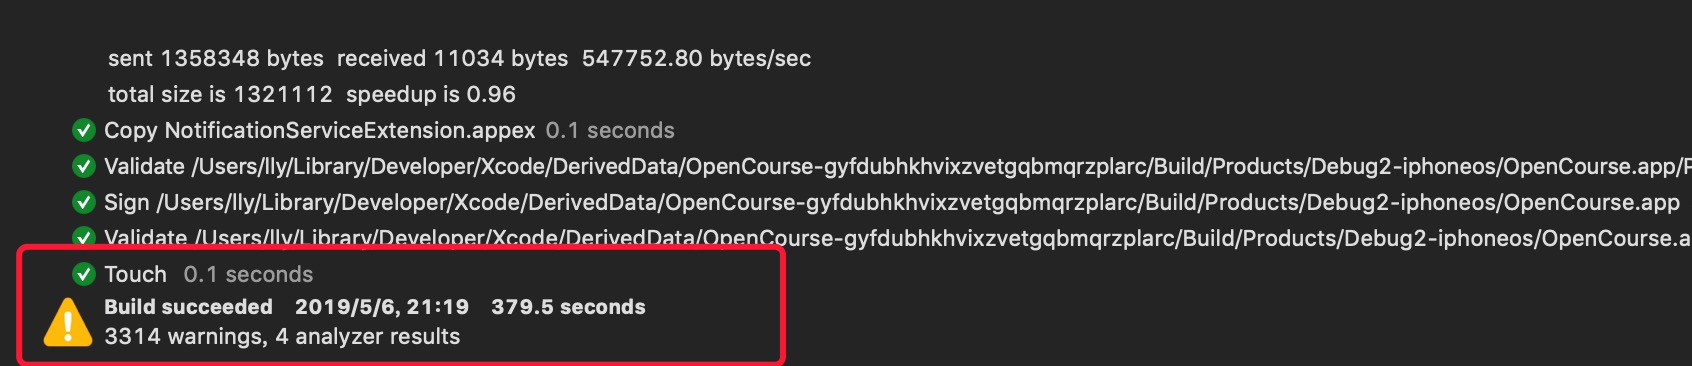 sent 1358348 bytes  received 11034 bytes  547752.80 bytes/sec
total size is 1321112  speedup is 0.96
Copy NotificationServiceExtension.appex 0.1 seconds
Validate /Users/lly/Library/Developer/Xcode/DerivedData/OpenCourse-gyfdubhkhvixzvetgqbmqrzplarc/Build/Products/Debug2-iphoneos/OpenCourse.app/P
Sign /Users/lly/Library/Developer/Xcode/DerivedData/OpenCourse-gyfdubhkhvixzvetgqbmqrzplarc/Build/Products/Debug2-iphoneos/OpenCourse.app
Validate /Users/lly/Library/Developer/Xcode/DerivedData/OpenCourse-gyfdubhkhvixzvetgqbmqrzplarc/Build/Products/Debug2-iphoneos/OpenCourse.a
Touch 0.1 seconds
Build succeeded 2019/5/6, 21:19 379.5 seconds
3314 warnings, 4 analyzer results